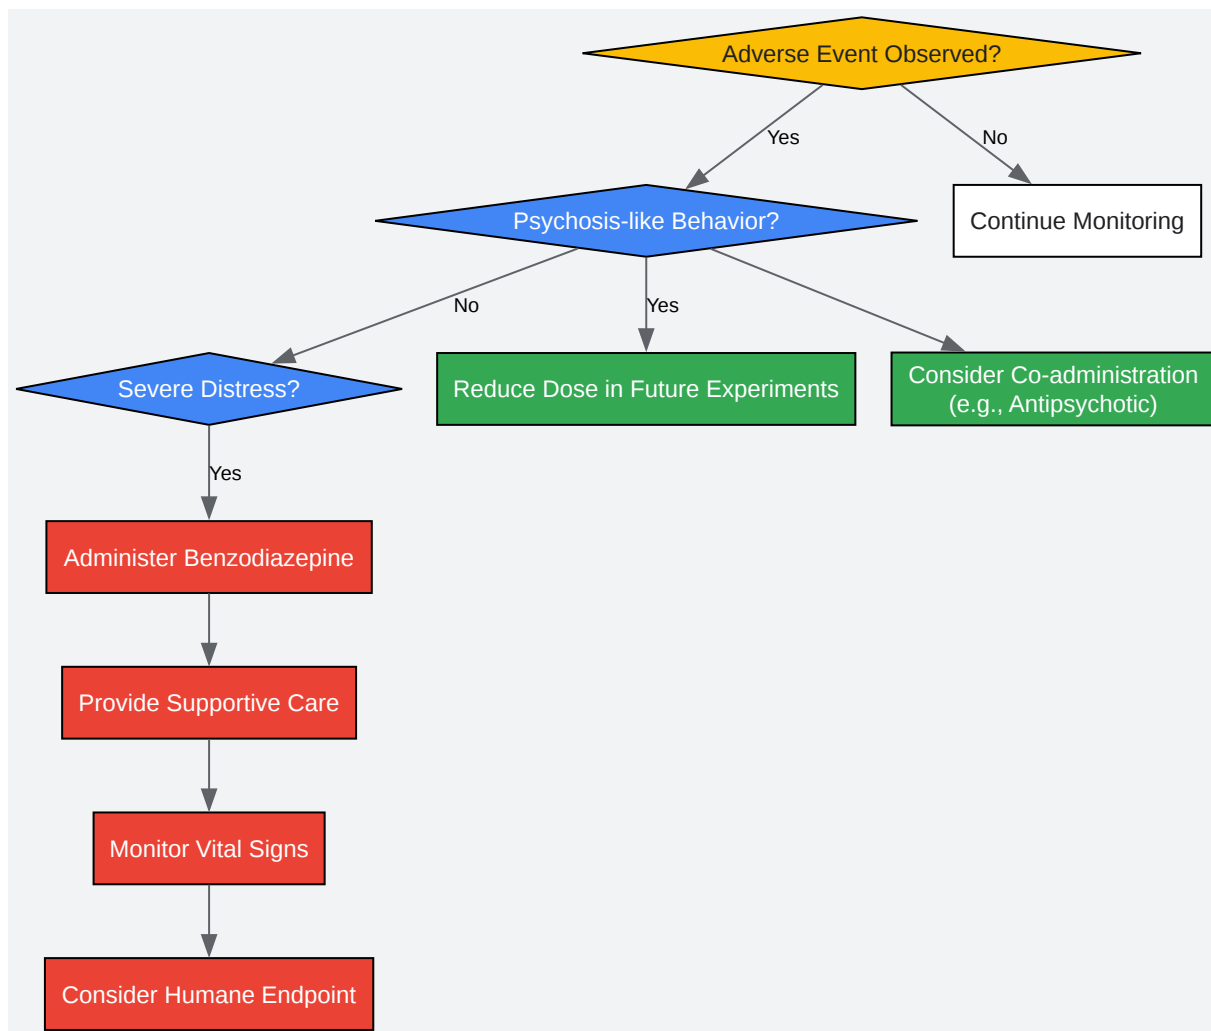 Adverse Event Observed?
Yes
No
Psychosis-like Behavior?
Continue Monitoring
No
Yes
Severe Distress?
Reduce Dose in Future Experiments
Consider Co-administration
(e.g., Antipsychotic)
Yes
Administer Benzodiazepine
Provide Supportive Care
Monitor Vital Signs
Consider Humane Endpoint